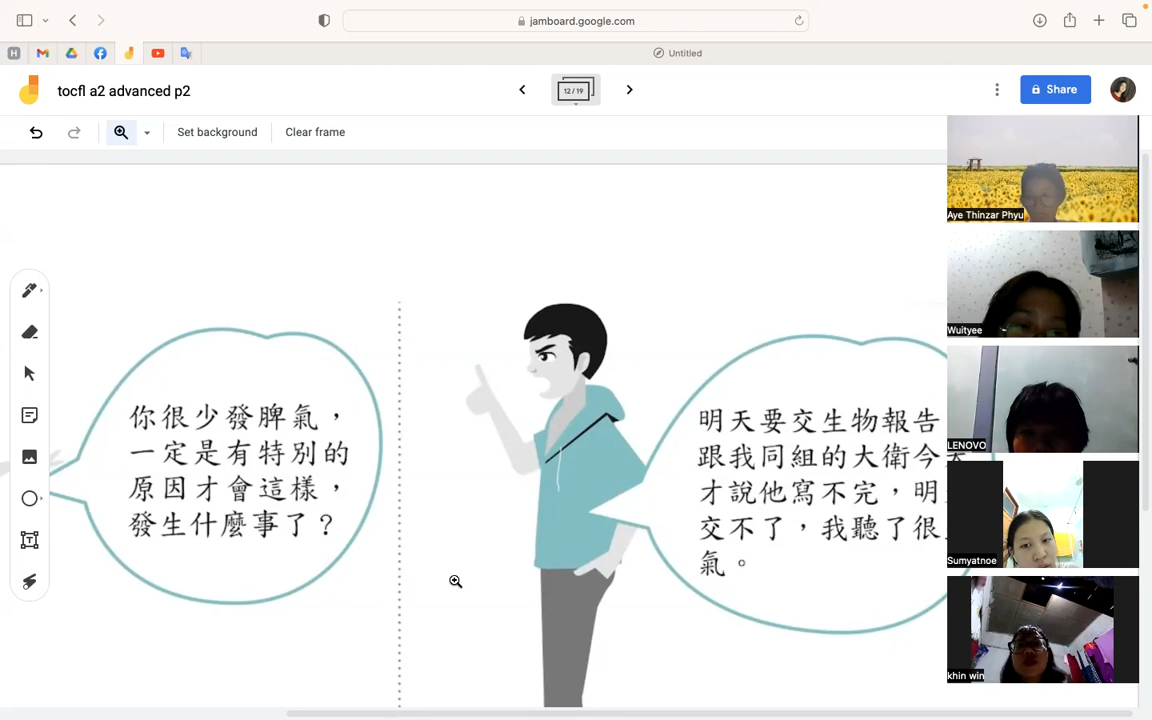 jamboard.google.com
Untitled
tocfl a2 advanced p2
12 / 19
Share
Set background
Clear frame
你很少發脾氣，
一定是有特別的
原因才會這樣，
發生什麼事了？
明天要交生物報告
跟我同組的大衛今天
才說他寫不完，明
交不了，我聽了很
氣。
Aye Thinzar Phyu
Wuityee
LENOVO
Sumyatnoe
khin win